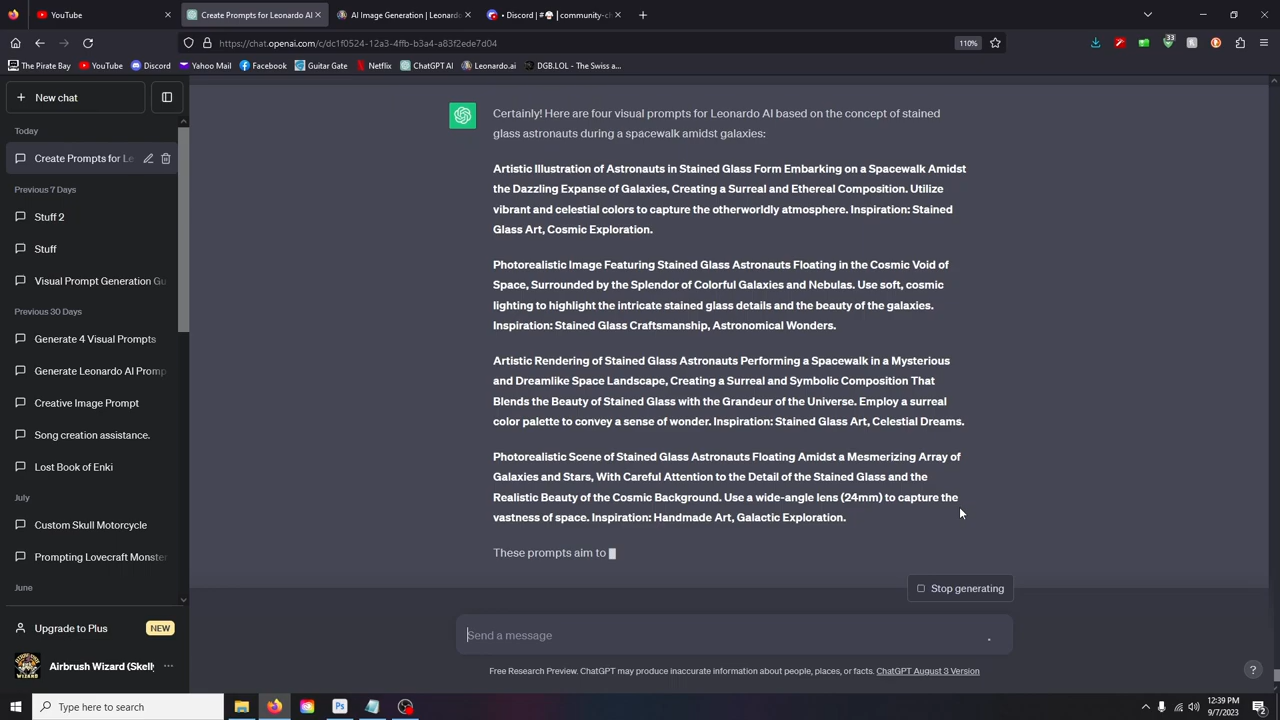 YouTube
Create Prompts for Leonardo AI
AI Image Generation | Leonardo
• Discord | #
| community-c
https://chat.openai.com/c/dc1f0524-12a3-4ffb-b3a4-a83f2ede7d04
110%
33
The Pirate Bay
YouTube
Discord
Yahoo Mail
Facebook
Guitar Gate
Netflix
ChatGPT AI
Leonardo.ai
DGB.LOL - The Swiss a...
New chat
Today
Create Prompts for Le
Previous 7 Days
Stuff 2
Stuff
Visual Prompt Generation Gu
Previous 30 Days
Generate 4 Visual Prompts
Generate Leonardo AI Promp
Creative Image Prompt
Song creation assistance.
Lost Book of Enki
July
Custom Skull Motorcycle
Prompting Lovecraft Monster
June
Upgrade to Plus
NEW
Airbrush Wizard (Skelly
Certainly! Here are four visual prompts for Leonardo AI based on the concept of stained
glass astronauts during a spacewalk amidst galaxies:
Artistic Illustration of Astronauts in Stained Glass Form Embarking on a Spacewalk Amidst
the Dazzling Expanse of Galaxies, Creating a Surreal and Ethereal Composition. Utilize
vibrant and celestial colors to capture the otherworldly atmosphere. Inspiration: Stained
Glass Art, Cosmic Exploration.
Photorealistic Image Featuring Stained Glass Astronauts Floating in the Cosmic Void of
Space, Surrounded by the Splendor of Colorful Galaxies and Nebulas. Use soft, cosmic
lighting to highlight the intricate stained glass details and the beauty of the galaxies.
Inspiration: Stained Glass Craftsmanship, Astronomical Wonders.
Artistic Rendering of Stained Glass Astronauts Performing a Spacewalk in a Mysterious
and Dreamlike Space Landscape, Creating a Surreal and Symbolic Composition That
Blends the Beauty of Stained Glass with the Grandeur of the Universe. Employ a surreal
color palette to convey a sense of wonder. Inspiration: Stained Glass Art, Celestial Dreams.
Photorealistic Scene of Stained Glass Astronauts Floating Amidst a Mesmerizing Array of
Galaxies and Stars, With Careful Attention to the Detail of the Stained Glass and the
Realistic Beauty of the Cosmic Background. Use a wide-angle lens (24mm) to capture the
vastness of space. Inspiration: Handmade Art, Galactic Exploration.
These prompts aim to
Stop generating
Send a message
Free Research Preview. ChatGPT may produce inaccurate information about people, places, or facts. ChatGPT August 3 Version
?
Type here to search
12:39 PM
9/7/2023
2